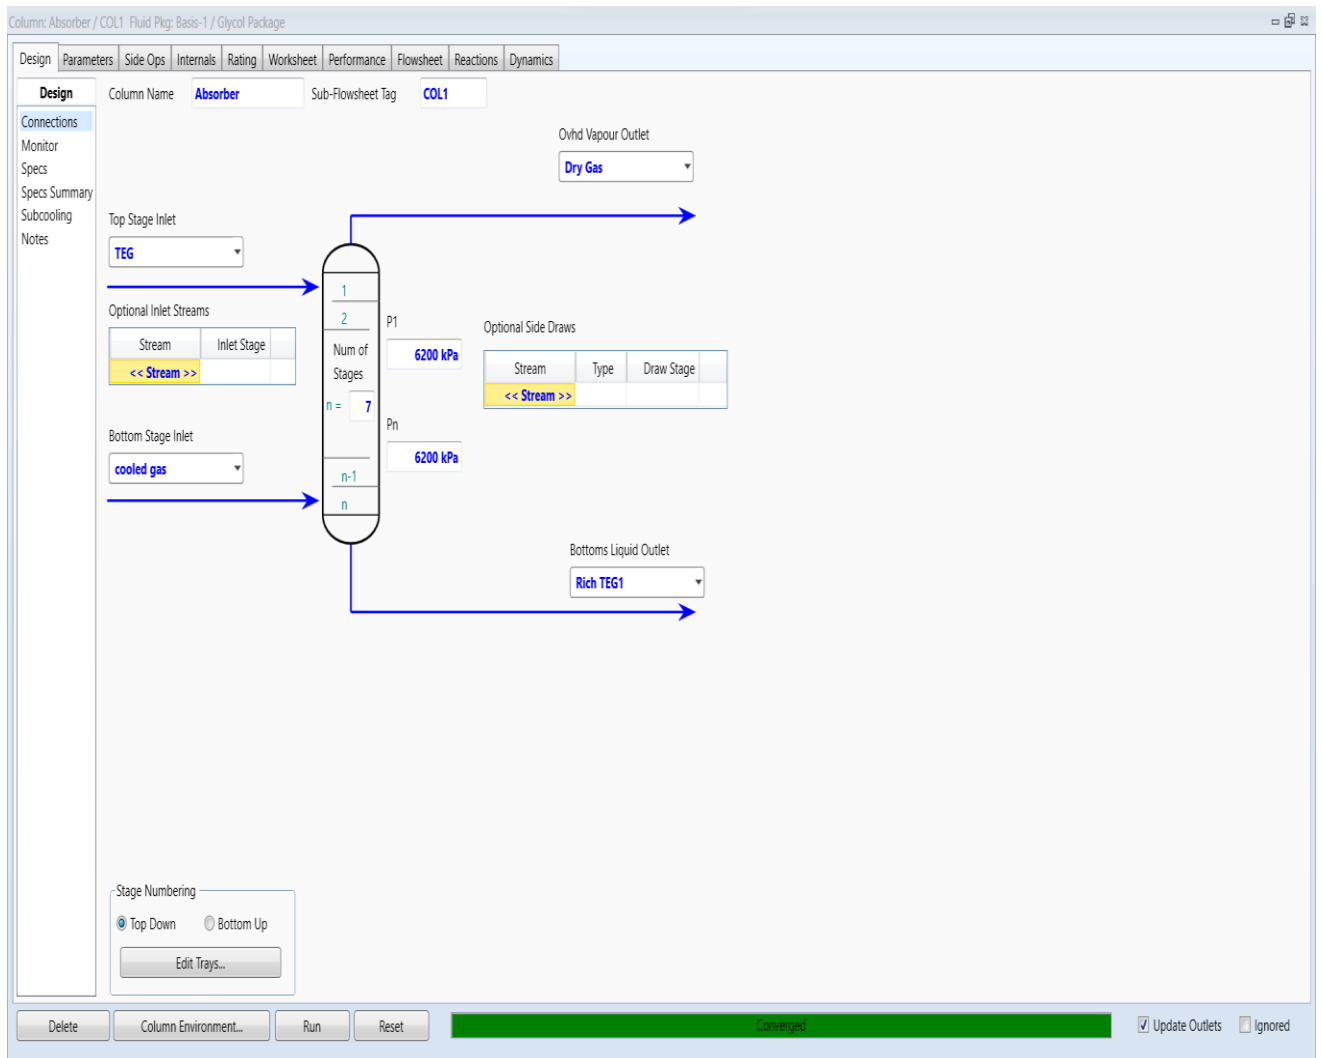 Column: Absorber / COL1 Fluid Pkg: Basis-1 / Glycol Package
Design Parameters Side Ops Internals Rating Worksheet Performance Flowsheet Reactions Dynamics
Design
Connections
Monitor
Specs
Specs Summary
Subcooling
Notes
Column Name Absorber Sub-Flowsheet Tag COL1
Ovhd Vapour Outlet
Dry Gas
Top Stage Inlet
TEG
Optional Inlet Streams
Stream Inlet Stage
<< Stream >>
Bottom Stage Inlet
cooled gas
1
2
Num of
Stages
n = 7
n-1
n
P1
6200 kPa
Pn
6200 kPa
Optional Side Draws
Stream Type Draw Stage
<< Stream >>
Bottoms Liquid Outlet
Rich TEG1
Stage Numbering
Top Down Bottom Up
Edit Trays...
Delete Column Environment... Run Reset Converged Update Outlets Ignored